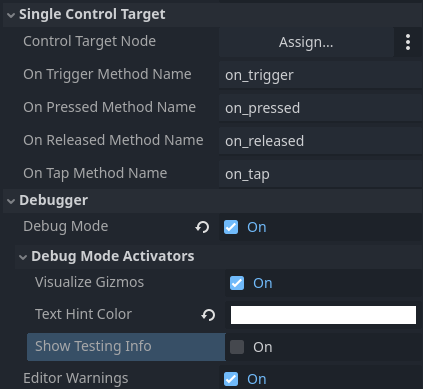 Single Control Target
Control Target Node Assign...
On Trigger Method Name on_trigger
On Pressed Method Name on_pressed
On Released Method Name on_released
On Tap Method Name on_tap
Debugger
Debug Mode On
Debug Mode Activators
Visualize Gizmos On
Text Hint Color
Show Testing Info On
Editor Warnings On